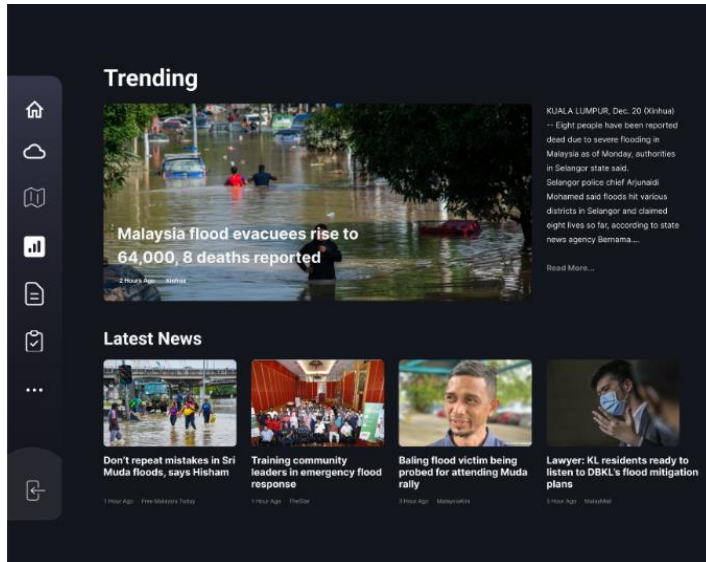 Trending
Malaysia flood evacuees rise to
64,000, 8 deaths reported
2 Hours Ago
KUALA LUMPUR, Dec. 20 (Xinhua)
-- Eight people have been reported
dead due to severe flooding in
Malaysia as of Monday, authorities
in Selangor state said.
Selangor police chief Arjunaidi
Mohamed said floods hit various
districts in Selangor and claimed
eight lives so far, according to state
news agency Bernama....
Read More...
Latest News
Don't repeat mistakes in Sri
Muda floods, says Hisham
1 Hour Ago Free Malaysia Today
Training community
leaders in emergency flood
response
1 Hour Ago TheStar
Baling flood victim being
probed for attending Muda
rally
3 Hour Ago MalaysiaKini
Lawyer: KL residents ready to
listen to DBKL's flood mitigation
plans
5 Hour Ago MalayMail